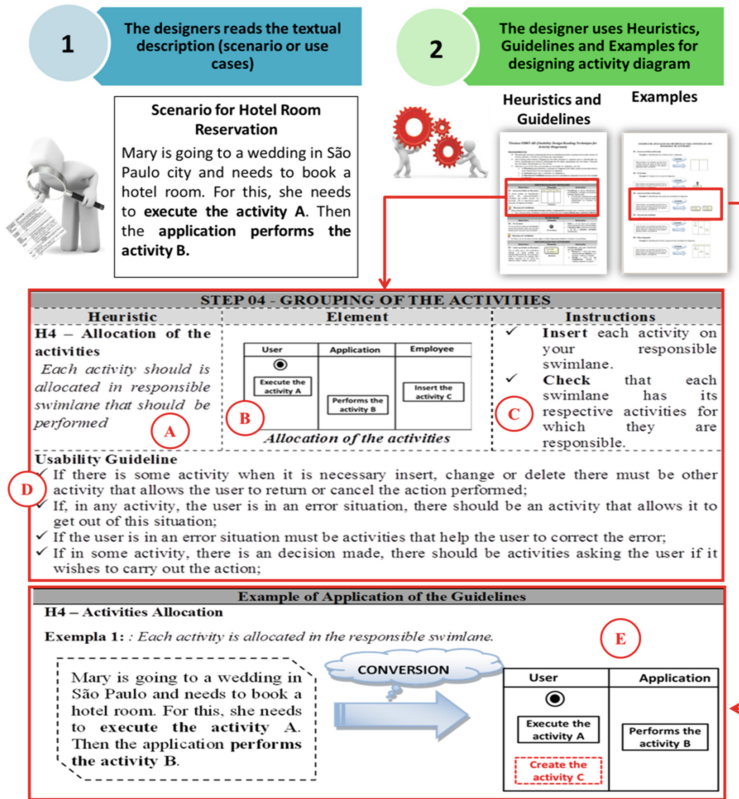 1
The designers reads the textual
description (scenario or use
cases)
2
The designer uses Heuristics,
Guidelines and Examples for
designing activity diagram
Scenario for Hotel Room
Reservation
Mary is going to a wedding in São
Paulo city and needs to book a
hotel room. For this, she needs
to execute the activity A. Then
the application performs the
activity B.
Heuristics and
Guidelines
Examples
STEP 04 - GROUPING OF THE ACTIVITIES
Heuristic
Element
Instructions
H4 – Allocation of the
activities
Each activity should is
allocated in responsible
swimlane that should be
performed
A
User
Application
Employee
Execute the
activity A
Performs the
activity B
Insert the
activity C
B
Allocation of the activities
✓ Insert each activity on
your responsible
swimlane.
✓ Check that each
swimlane has its
respective activities for
which they are
responsible.
C
Usability Guideline
D
✓ If there is some activity when it is necessary insert, change or delete there must be other
activity that allows the user to return or cancel the action performed;
✓ If, in any activity, the user is in an error situation, there should be an activity that allows it to
get out of this situation;
✓ If the user is in an error situation must be activities that help the user to correct the error;
✓ If in some activity, there is an decision made, there should be activities asking the user if it
wishes to carry out the action;
Example of Application of the Guidelines
H4 – Activities Allocation
Exempla 1: : Each activity is allocated in the responsible swimlane.
E
Mary is going to a wedding in
São Paulo and needs to book a
hotel room. For this, she needs
to execute the activity A.
Then the application performs
the activity B.
CONVERSION
User
Application
Execute the
activity A
Performs the
activity B
Create the
activity C